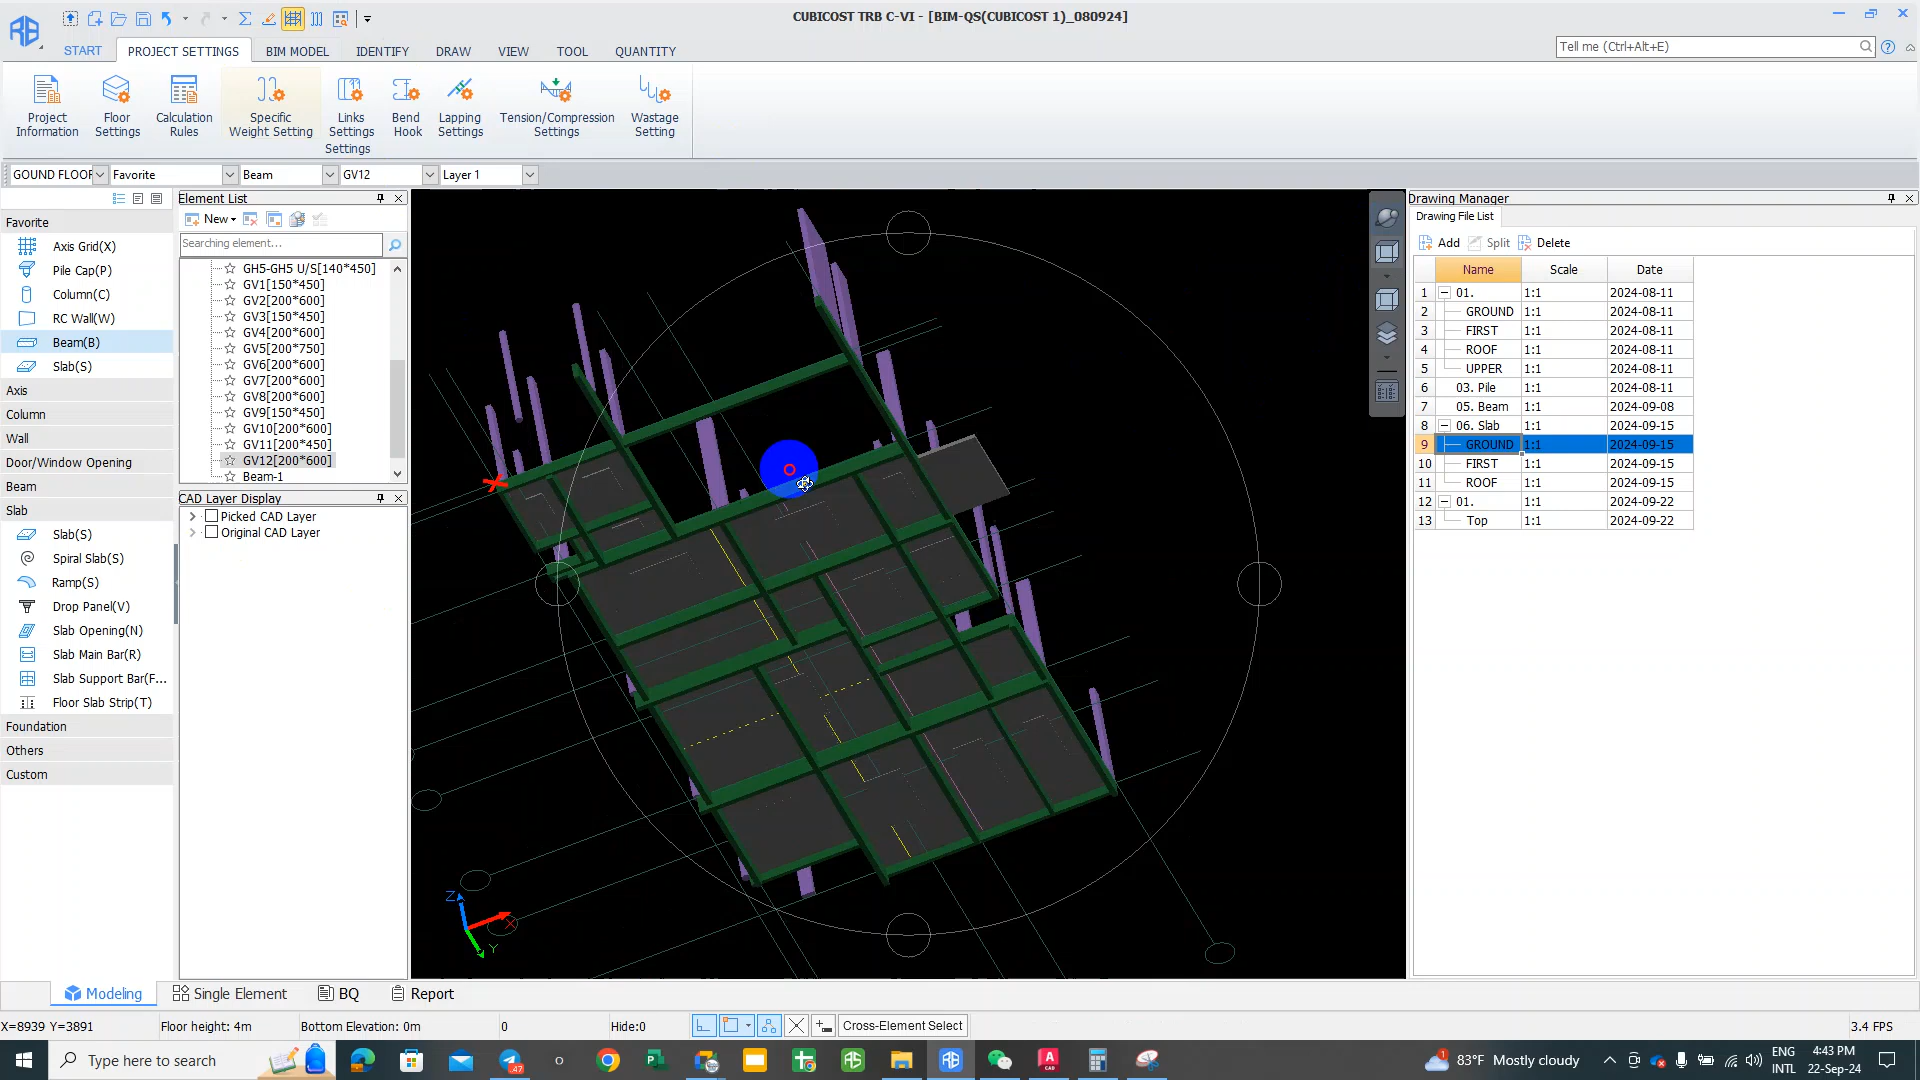 CUBICOST TRB C-VI - [BIM-QS(CUBICOST 1)_080924]
START
PROJECT SETTINGS
BIM MODEL
IDENTIFY
DRAW
VIEW
TOOL
QUANTITY
Tell me (Ctrl+Alt+E)
Project Information
Floor Settings
Calculation Rules
Specific Weight Setting
Links Settings
Bend Hook
Lapping Settings
Tension/Compression Settings
Wastage Setting
Settings
GOUND FLOOR
Favorite
Beam
GV12
Layer 1
Favorite
Axis Grid(X)
Pile Cap(P)
Column(C)
RC Wall(W)
Beam(B)
Slab(S)
Axis
Column
Wall
Door/Window Opening
Beam
Slab
Slab(S)
Spiral Slab(S)
Ramp(S)
Drop Panel(V)
Slab Opening(N)
Slab Main Bar(R)
Slab Support Bar(F...
Floor Slab Strip(T)
Foundation
Others
Custom
Element List
New
Searching element...
GH5-GH5 U/S[140*450]
GV1[150*450]
GV2[200*600]
GV3[150*450]
GV4[200*600]
GV5[200*750]
GV6[200*600]
GV7[200*600]
GV8[200*600]
GV9[150*450]
GV10[200*600]
GV11[200*450]
GV12[200*600]
Beam-1
CAD Layer Display
Picked CAD Layer
Original CAD Layer
Z
X
Y
Drawing Manager
Drawing File List
Add
Split
Delete
Name Scale Date
1 01. 1:1 2024-08-11
2 GROUND 1:1 2024-08-11
3 FIRST 1:1 2024-08-11
4 ROOF 1:1 2024-08-11
5 UPPER 1:1 2024-08-11
6 03. Pile 1:1 2024-08-11
7 05. Beam 1:1 2024-09-08
8 06. Slab 1:1 2024-09-15
9 GROUND 1:1 2024-09-15
10 FIRST 1:1 2024-09-15
11 ROOF 1:1 2024-09-15
12 01. 1:1 2024-09-22
13 Top 1:1 2024-09-22
Modeling
Single Element
BQ
Report
X=8939 Y=3891
Floor height: 4m
Bottom Elevation: 0m
0
Hide:0
Cross-Element Select
3.4 FPS
Type here to search
47
83°F Mostly cloudy
ENG
INTL
4:43 PM
22-Sep-24